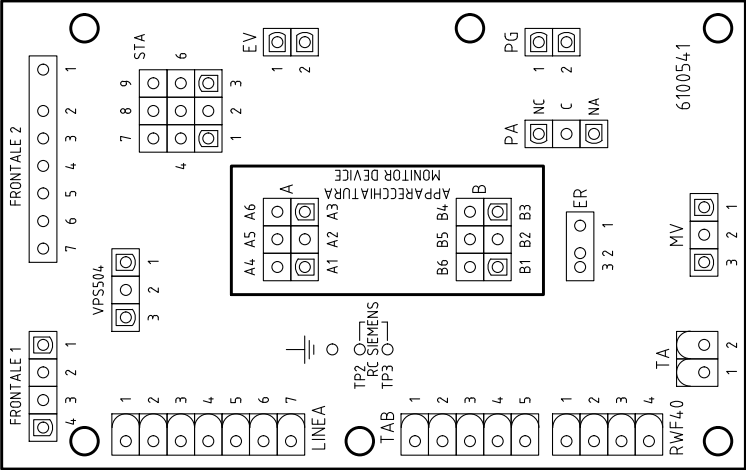 FRONTALE 2
1
2
3
4
5
6
7
STA
9
6
3
8
2
7
4
1
EV
1
2
PG
1
2
PA
NC
C
NA
6100541
APPARECCHIATURA
MONITOR DEVICE
A
A6
A5
A4
A3
A2
A1
B
B4
B5
B6
B3
B2
B1
ER
1
2
3
MV
1
2
3
VPS504
1
2
3
FRONTALE 1
1
2
3
4
TP2
RC SIEMENS
TP3
TA
1
2
LINEA
1
2
3
4
5
6
7
TAB
1
2
3
4
5
RWF40
1
2
3
4